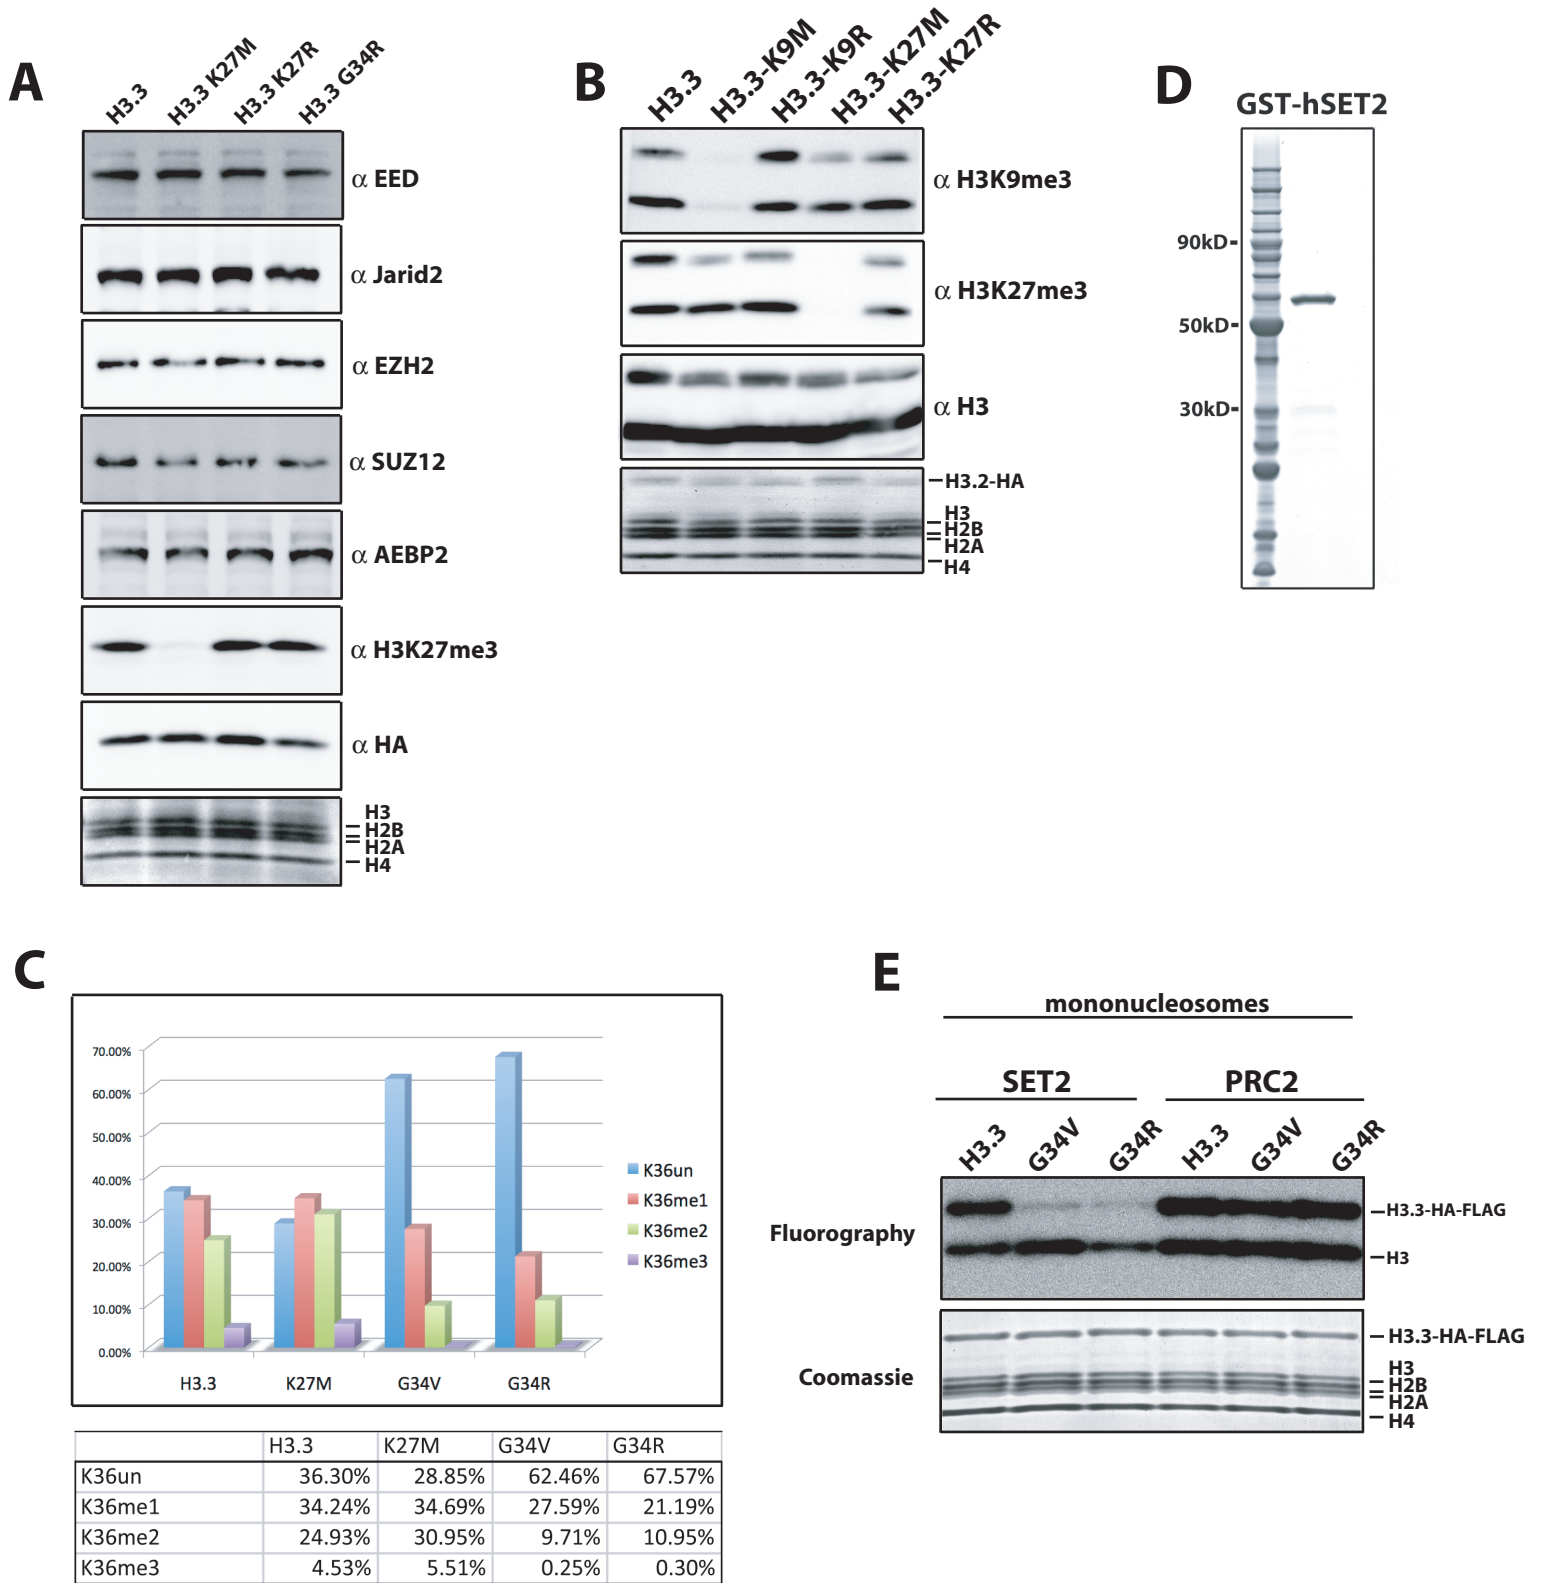 A
H3.3
H3.3 K27M
H3.3 K27R
H3.3 G34R
α EED
α Jarid2
α EZH2
α SUZ12
α AEBP2
α H3K27me3
α HA
H3
H2B
H2A
H4
B
H3.3
H3.3-K9M
H3.3-K9R
H3.3-K27M
H3.3-K27R
α H3K9me3
α H3K27me3
α H3
H3.2-HA
H3
H2B
H2A
H4
D
GST-hSET2
90kD
50kD
30kD
C
70.00%
60.00%
50.00%
40.00%
30.00%
20.00%
10.00%
0.00%
H3.3 K27M G34V G34R
K36un
K36me1
K36me2
K36me3
H3.3 K27M G34V G34R
K36un 36.30% 28.85% 62.46% 67.57%
K36me1 34.24% 34.69% 27.59% 21.19%
K36me2 24.93% 30.95% 9.71% 10.95%
K36me3 4.53% 5.51% 0.25% 0.30%
E
mononucleosomes
SET2 PRC2
H3.3 G34V G34R H3.3 G34V G34R
Fluorography
H3.3-HA-FLAG
H3
Coomassie
H3.3-HA-FLAG
H3
H2B
H2A
H4